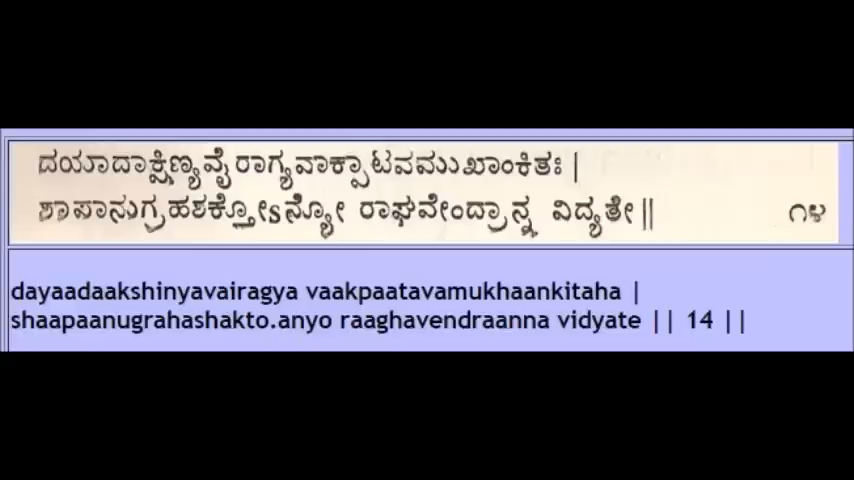 ದಯಾದಾಕ್ಷಿಣ್ಯವೈರಾಗ್ಯವಾಕ್ಪಾಟವಮುಖಾಂಕಿತಃ |
ಶಾಪಾನುಗ್ರಹಶಕ್ತೋಽನ್ಯೋ ರಾಘವೇಂದ್ರಾನ್ನ ವಿದ್ಯತೇ || ೧೪
dayaadaakshinyavairagya vaakpaatavamukhaankitaha |
shaapaanugrahashakto.anyo raaghavendraanna vidyate || 14 ||